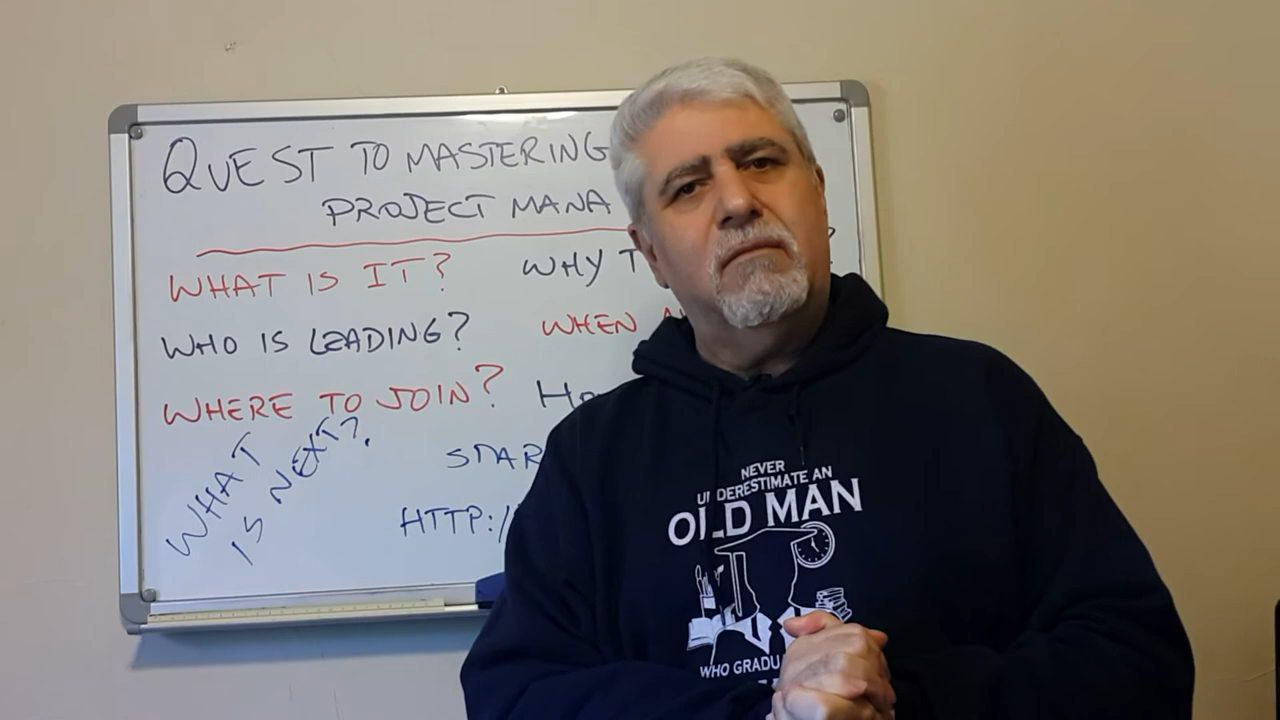 QUEST TO MASTERING
PROJECT MANA
WHAT IS IT? WHY T ?
WHO IS LEADING? WHEN
WHERE TO JOIN? Ho
WHAT
IS NEXT?.
STAR
HTTP:/
NEVER
UNDERESTIMATE AN
OLD MAN
WHO GRADU